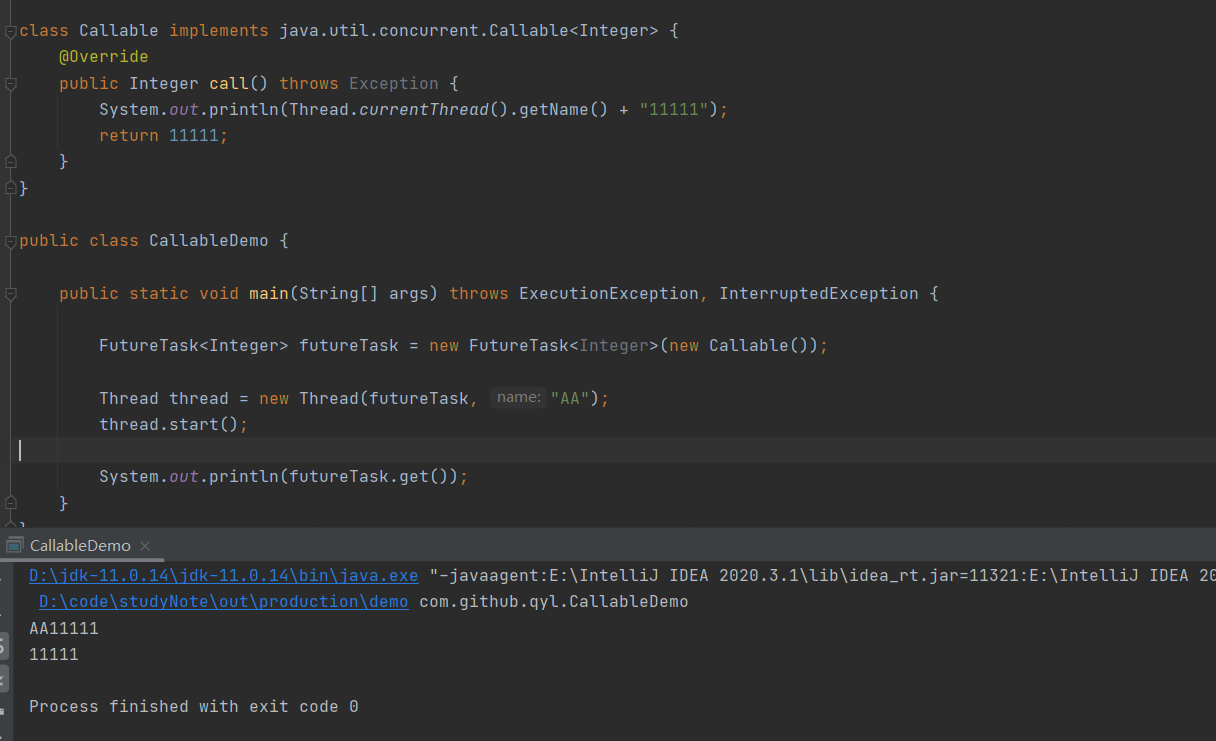 class Callable implements java.util.concurrent.Callable<Integer> {
@Override
public Integer call() throws Exception {
System.out.println(Thread.currentThread().getName() + "11111");
return 11111;
}
}
public class CallableDemo {
public static void main(String[] args) throws ExecutionException, InterruptedException {
FutureTask<Integer> futureTask = new FutureTask<Integer>(new Callable());
Thread thread = new Thread(futureTask, name: "AA");
thread.start();
System.out.println(futureTask.get());
}
}
CallableDemo ×
D:\jdk-11.0.14\jdk-11.0.14\bin\java.exe "-javaagent:E:\IntelliJ IDEA 2020.3.1\lib\idea_rt.jar=11321:E:\IntelliJ IDEA 20
D:\code\studyNote\out\production\demo com.github.qyl.CallableDemo
AA11111
11111
Process finished with exit code 0